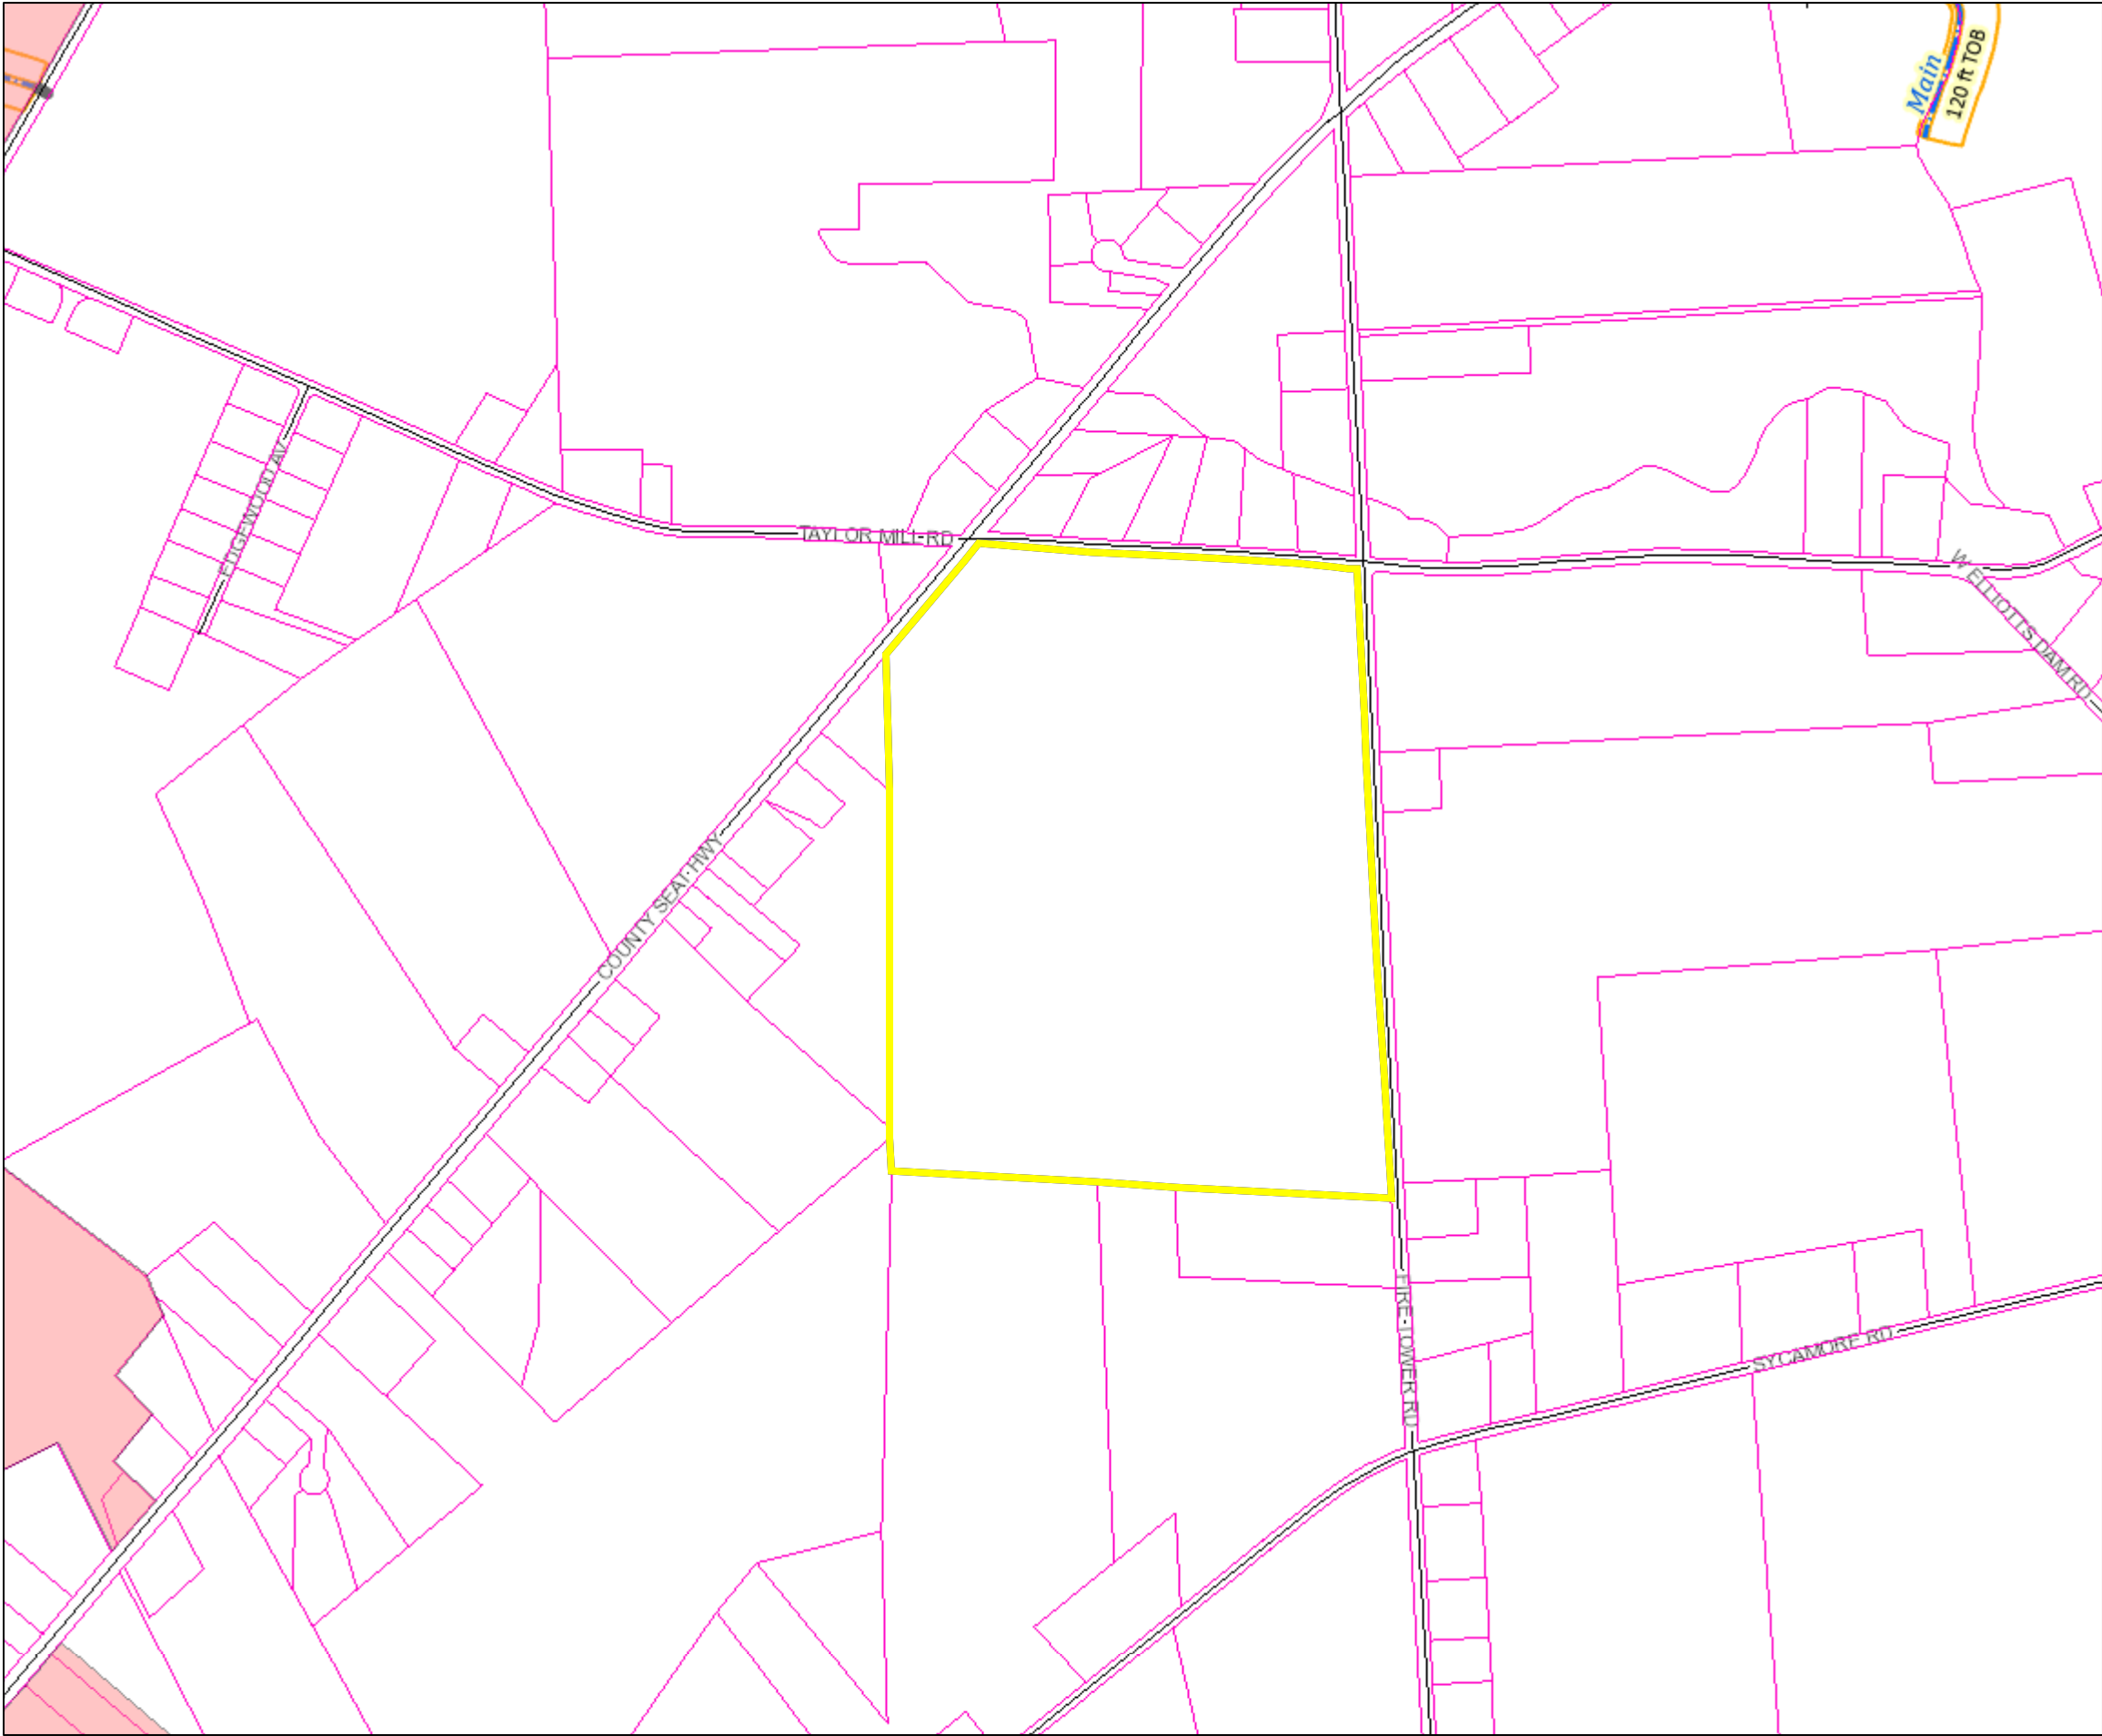 Main
120 ft TOB
EDGEWOOD AV
TAYLOR MILL RD
W ELLIOTTS DAM RD
COUNTY SEAT HWY
FIRE TOWER RD
SYCAMORE RD